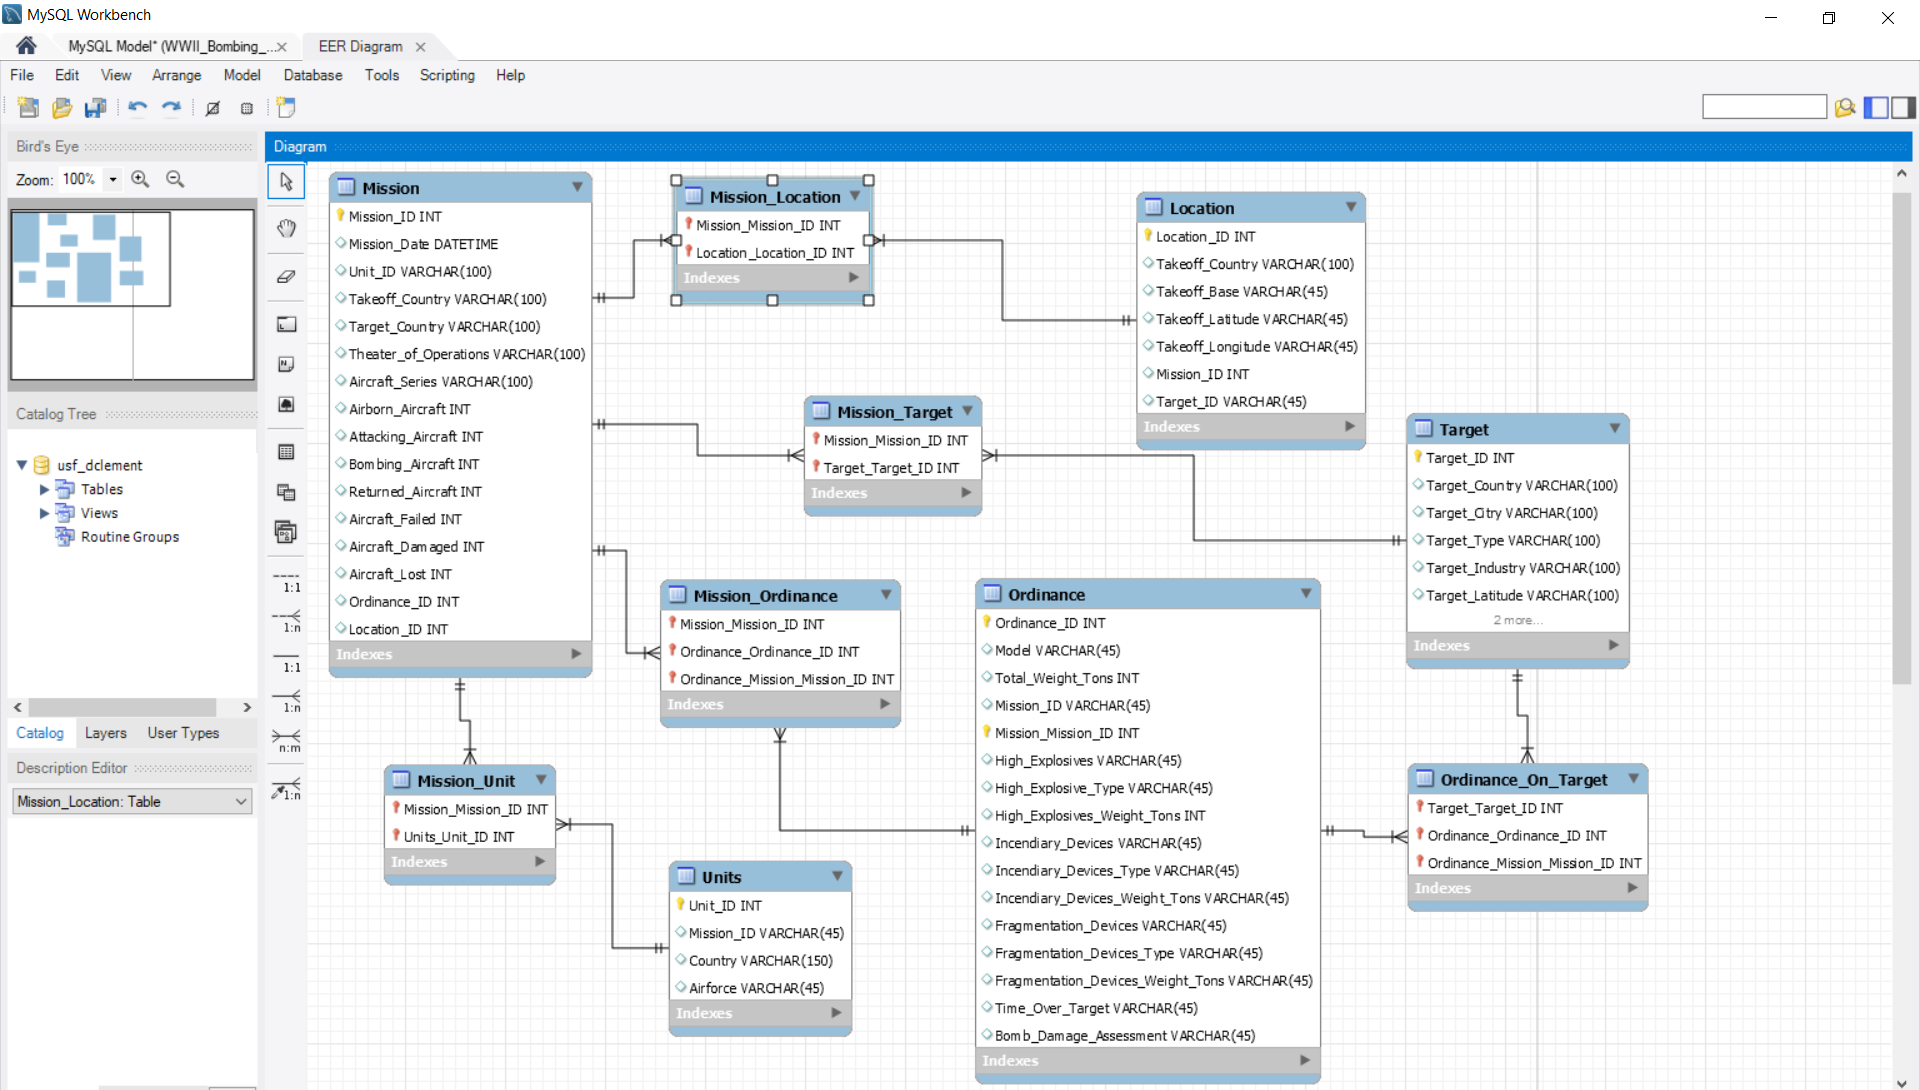 MySQL Workbench
MySQL Model* (WWII_Bombing_...
EER Diagram
File Edit View Arrange Model Database Tools Scripting Help
Bird's Eye
Zoom: 100%
Catalog Tree
usf_dclement
Tables
Views
Routine Groups
Catalog Layers User Types
Description Editor
Mission_Location: Table
1:1
1:n
1:1
1:n
n:m
1:n
Diagram
Mission
Mission_ID INT
Mission_Date DATETIME
Unit_ID VARCHAR(100)
Takeoff_Country VARCHAR(100)
Target_Country VARCHAR(100)
Theater_of_Operations VARCHAR(100)
Aircraft_Series VARCHAR(100)
Airborn_Aircraft INT
Attacking_Aircraft INT
Bombing_Aircraft INT
Returned_Aircraft INT
Aircraft_Failed INT
Aircraft_Damaged INT
Aircraft_Lost INT
Ordinance_ID INT
Location_ID INT
Indexes
Mission_Location
Mission_Mission_ID INT
Location_Location_ID INT
Indexes
Location
Location_ID INT
Takeoff_Country VARCHAR(100)
Takeoff_Base VARCHAR(45)
Takeoff_Latitude VARCHAR(45)
Takeoff_Longitude VARCHAR(45)
Mission_ID INT
Target_ID VARCHAR(45)
Indexes
Mission_Target
Mission_Mission_ID INT
Target_Target_ID INT
Indexes
Target
Target_ID INT
Target_Country VARCHAR(100)
Target_Citry VARCHAR(100)
Target_Type VARCHAR(100)
Target_Industry VARCHAR(100)
Target_Latitude VARCHAR(100)
2 more...
Indexes
Mission_Ordinance
Mission_Mission_ID INT
Ordinance_Ordinance_ID INT
Ordinance_Mission_Mission_ID INT
Indexes
Ordinance
Ordinance_ID INT
Model VARCHAR(45)
Total_Weight_Tons INT
Mission_ID VARCHAR(45)
Mission_Mission_ID INT
High_Explosives VARCHAR(45)
High_Explosive_Type VARCHAR(45)
High_Explosives_Weight_Tons INT
Incendiary_Devices VARCHAR(45)
Incendiary_Devices_Type VARCHAR(45)
Incendiary_Devices_Weight_Tons VARCHAR(45)
Fragmentation_Devices VARCHAR(45)
Fragmentation_Devices_Type VARCHAR(45)
Fragmentation_Devices_Weight_Tons VARCHAR(45)
Time_Over_Target VARCHAR(45)
Bomb_Damage_Assessment VARCHAR(45)
Indexes
Mission_Unit
Mission_Mission_ID INT
Units_Unit_ID INT
Indexes
Units
Unit_ID INT
Mission_ID VARCHAR(45)
Country VARCHAR(150)
Airforce VARCHAR(45)
Indexes
Ordinance_On_Target
Target_Target_ID INT
Ordinance_Ordinance_ID INT
Ordinance_Mission_Mission_ID INT
Indexes